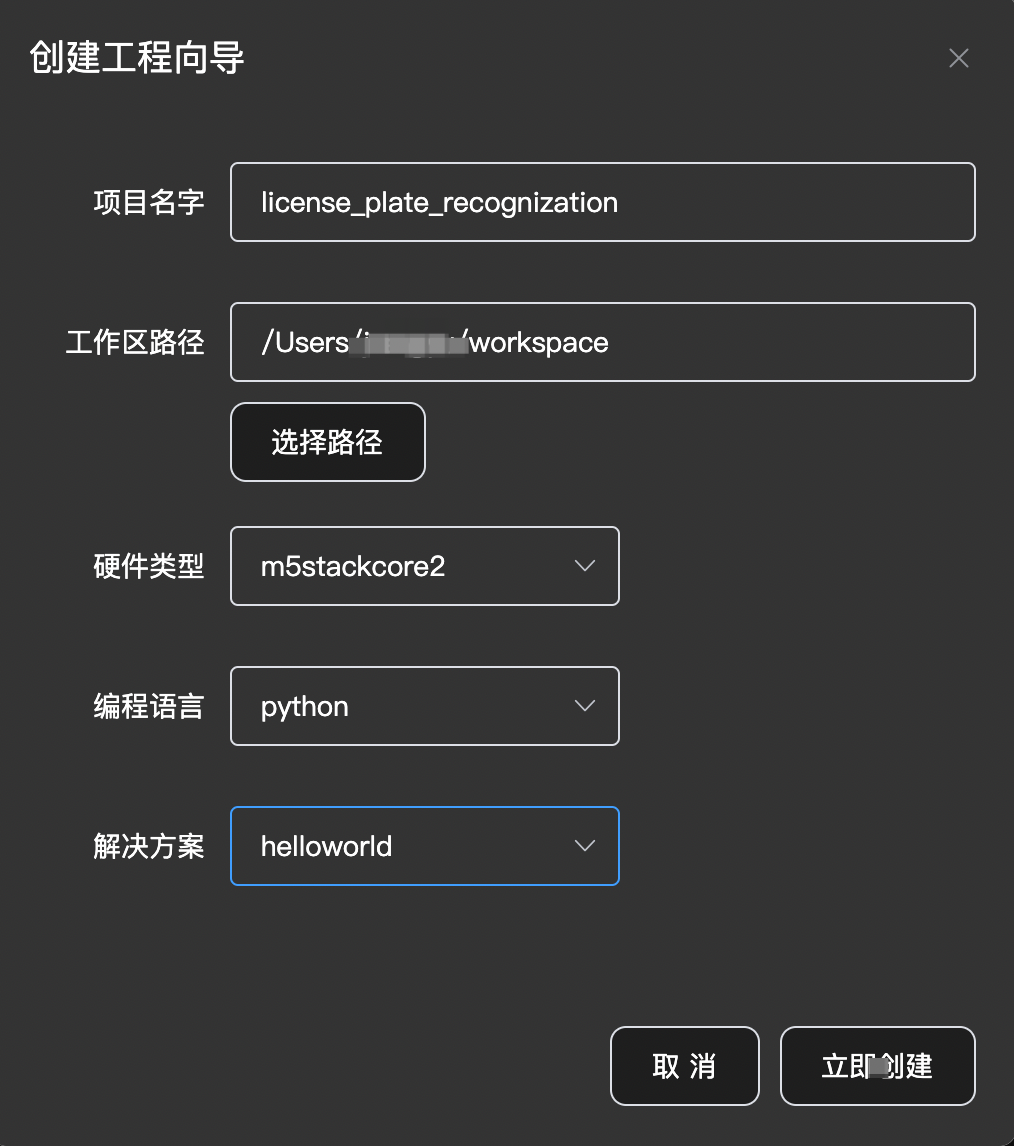 创建工程向导
项目名字 license_plate_recognization
工作区路径 /Users/ /workspace
选择路径
硬件类型 m5stackcore2
编程语言 python
解决方案 helloworld
取 消 立即创建